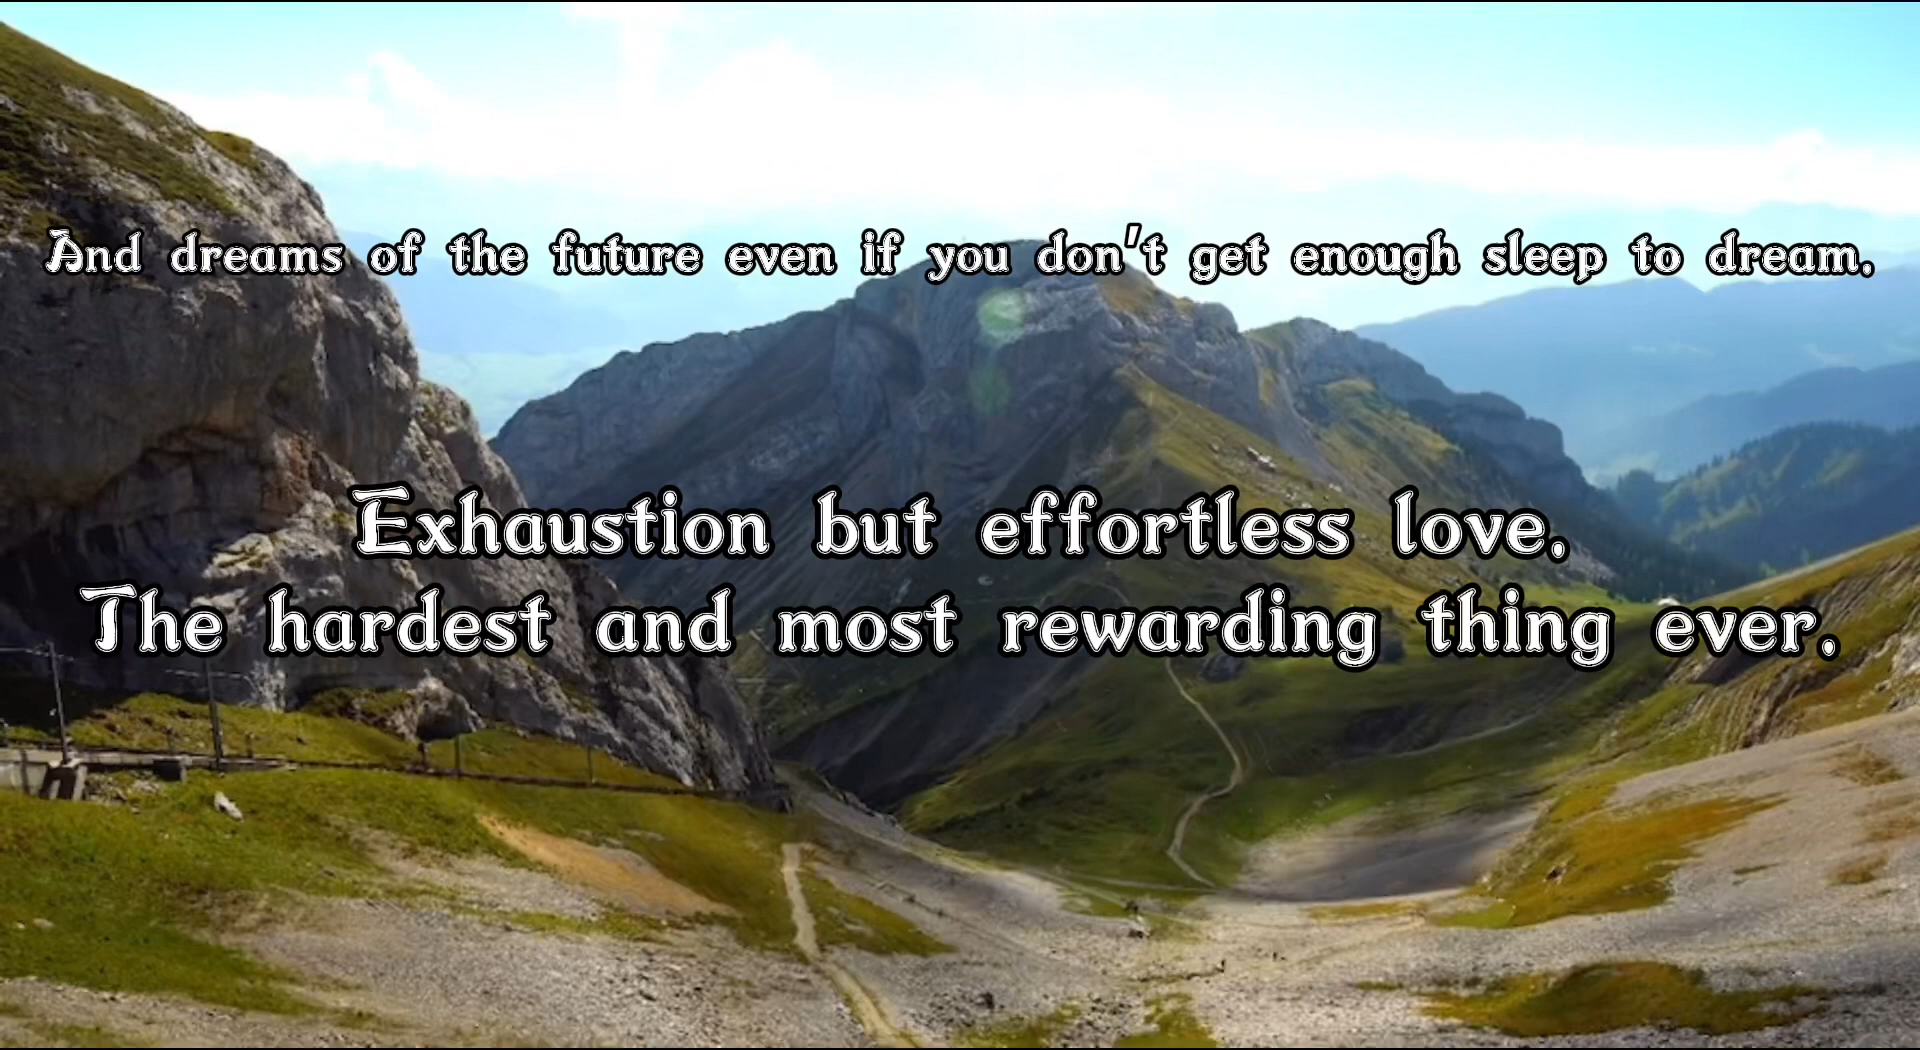 And dreams of the future even if you don't get enough sleep to dream.
Exhaustion but effortless love.
The hardest and most rewarding thing ever.